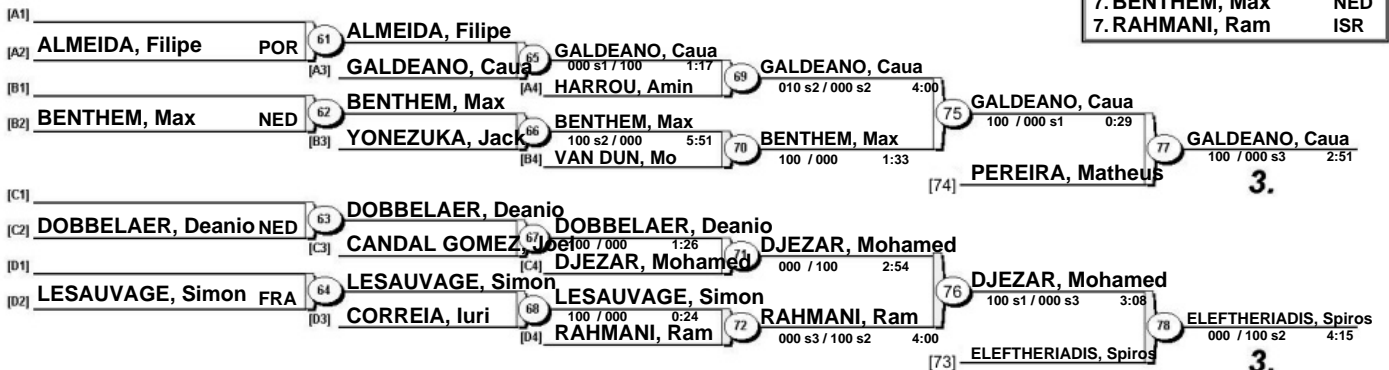 7. BENTHEM, Max NED
7. RAHMANI, Ram ISR
[A1]
[A2] ALMEIDA, Filipe POR
61 ALMEIDA, Filipe
[A3] GALDEANO, Caua
65 GALDEANO, Caua
000 s1 / 100 1:17
[A4] HARROU, Amin
69 GALDEANO, Caua
010 s2 / 000 s2 4:00
[B1]
[B2] BENTHEM, Max NED
62 BENTHEM, Max
[B3] YONEZUKA, Jack
66 BENTHEM, Max
100 s2 / 000 5:51
[B4] VAN DUN, Mo
70 BENTHEM, Max
100 / 000 1:33
75 GALDEANO, Caua
100 / 000 s1 0:29
[74] PEREIRA, Matheus
77 GALDEANO, Caua
100 / 000 s3 2:51
3.
[C1]
[C2] DOBBELAER, Deanio NED
63 DOBBELAER, Deanio
[C3] CANDAL GOMEZ, Joel
67 DOBBELAER, Deanio
100 / 000 1:26
[C4] DJEZAR, Mohamed
71 DJEZAR, Mohamed
000 / 100 2:54
[D1]
[D2] LESAUVAGE, Simon FRA
64 LESAUVAGE, Simon
[D3] CORREIA, Iuri
68 LESAUVAGE, Simon
100 / 000 0:24
[D4] RAHMANI, Ram
72 RAHMANI, Ram
000 s3 / 100 s2 4:00
76 DJEZAR, Mohamed
100 s1 / 000 s3 3:08
[73] ELEFTHERIADIS, Spiros
78 ELEFTHERIADIS, Spiros
000 / 100 s2 4:15
3.